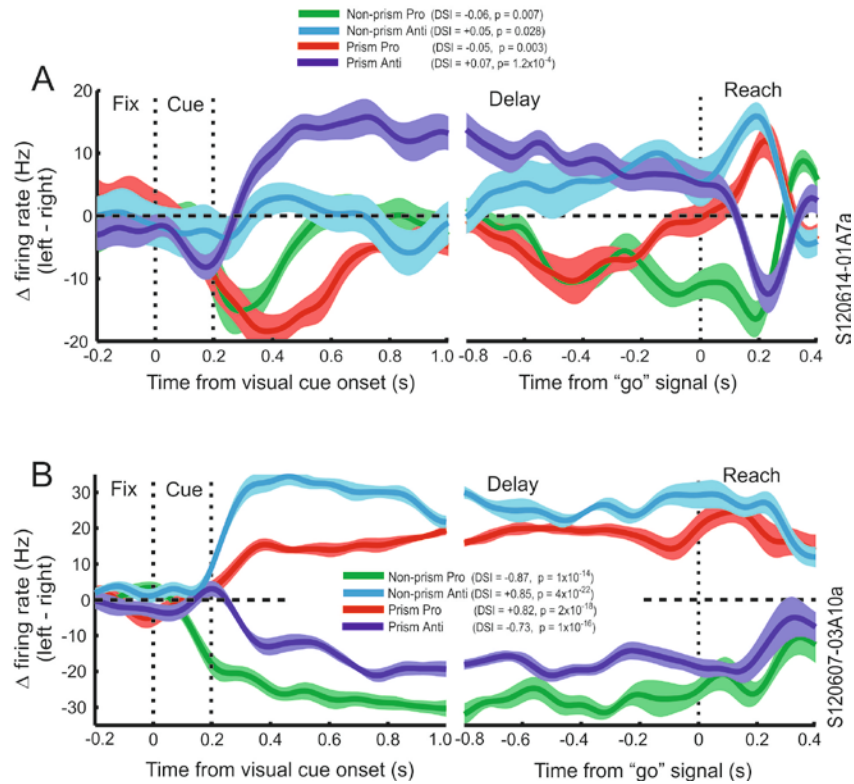 Non-prism Pro (DSI = -0.06, p = 0.007)
Non-prism Anti (DSI = +0.05, p = 0.028)
Prism Pro (DSI = -0.05, p = 0.003)
Prism Anti (DSI = +0.07, p= 1.2x10⁻⁴)
A
Fix
Cue
Delay
Reach
20
10
0
-10
-20
Δ firing rate (Hz)
(left - right)
-0.2 0 0.2 0.4 0.6 0.8 1.0
-0.8 -0.6 -0.4 -0.2 0 0.2 0.4
Time from visual cue onset (s)
Time from “go” signal (s)
S120614-01A7a
B
Fix
Cue
Delay
Reach
30
20
10
0
-10
-20
-30
Δ firing rate (Hz)
(left - right)
Non-prism Pro (DSI = -0.87, p = 1x10⁻¹⁴)
Non-prism Anti (DSI = +0.85, p = 4x10⁻²²)
Prism Pro (DSI = +0.82, p = 2x10⁻¹⁸)
Prism Anti (DSI = -0.73, p = 1x10⁻¹⁶)
-0.2 0 0.2 0.4 0.6 0.8 1.0
-0.8 -0.6 -0.4 -0.2 0 0.2 0.4
Time from visual cue onset (s)
Time from “go” signal (s)
S120607-03A10a